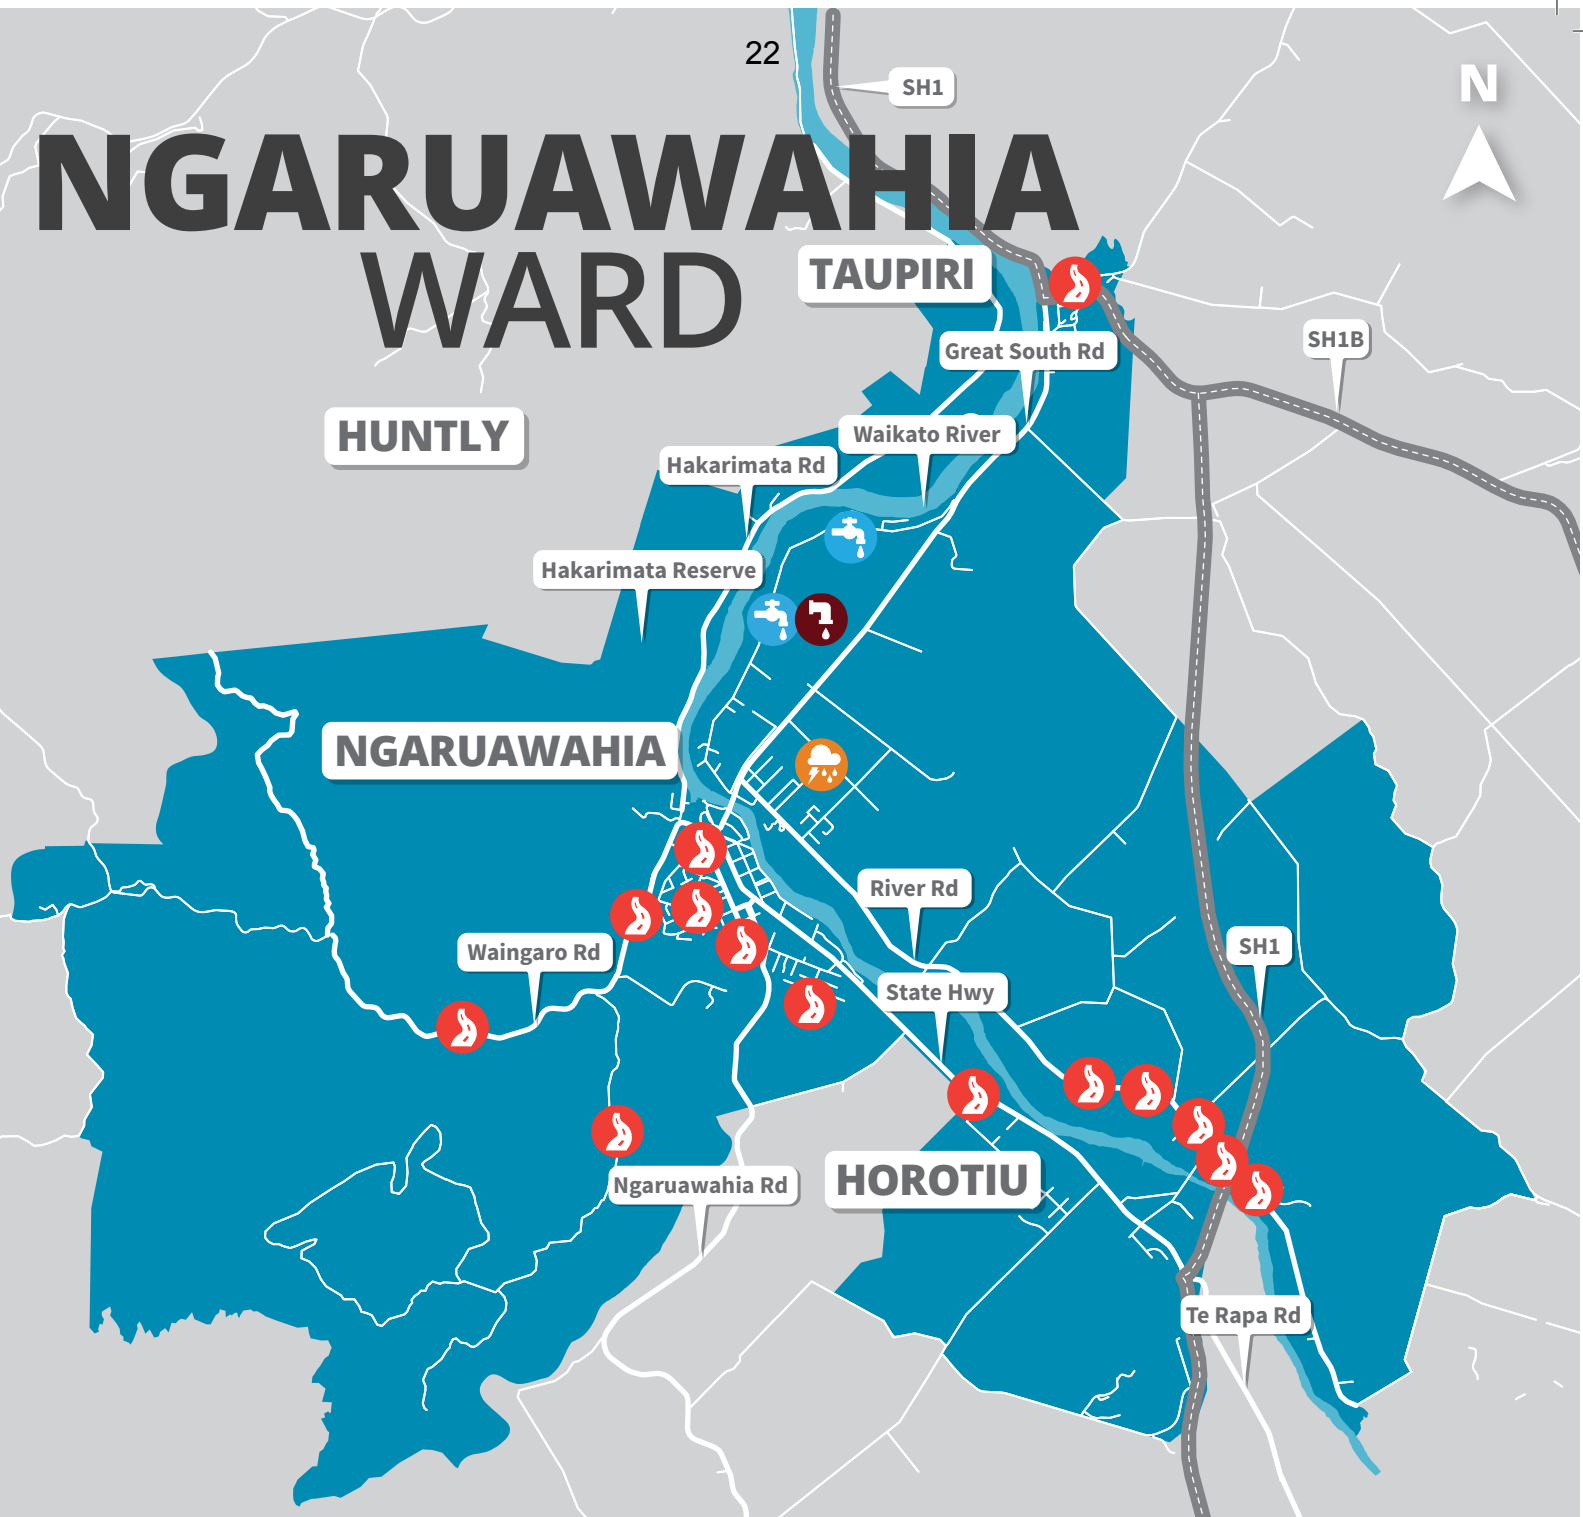 22
SH1
N
NGARUAWAHIA
WARD
TAUPIRI
SH1B
Great South Rd
HUNTLY
Waikato River
Hakarimata Rd
Hakarimata Reserve
NGARUAWAHIA
River Rd
Waingaro Rd
SH1
State Hwy
Ngaruawahia Rd
HOROTIU
Te Rapa Rd